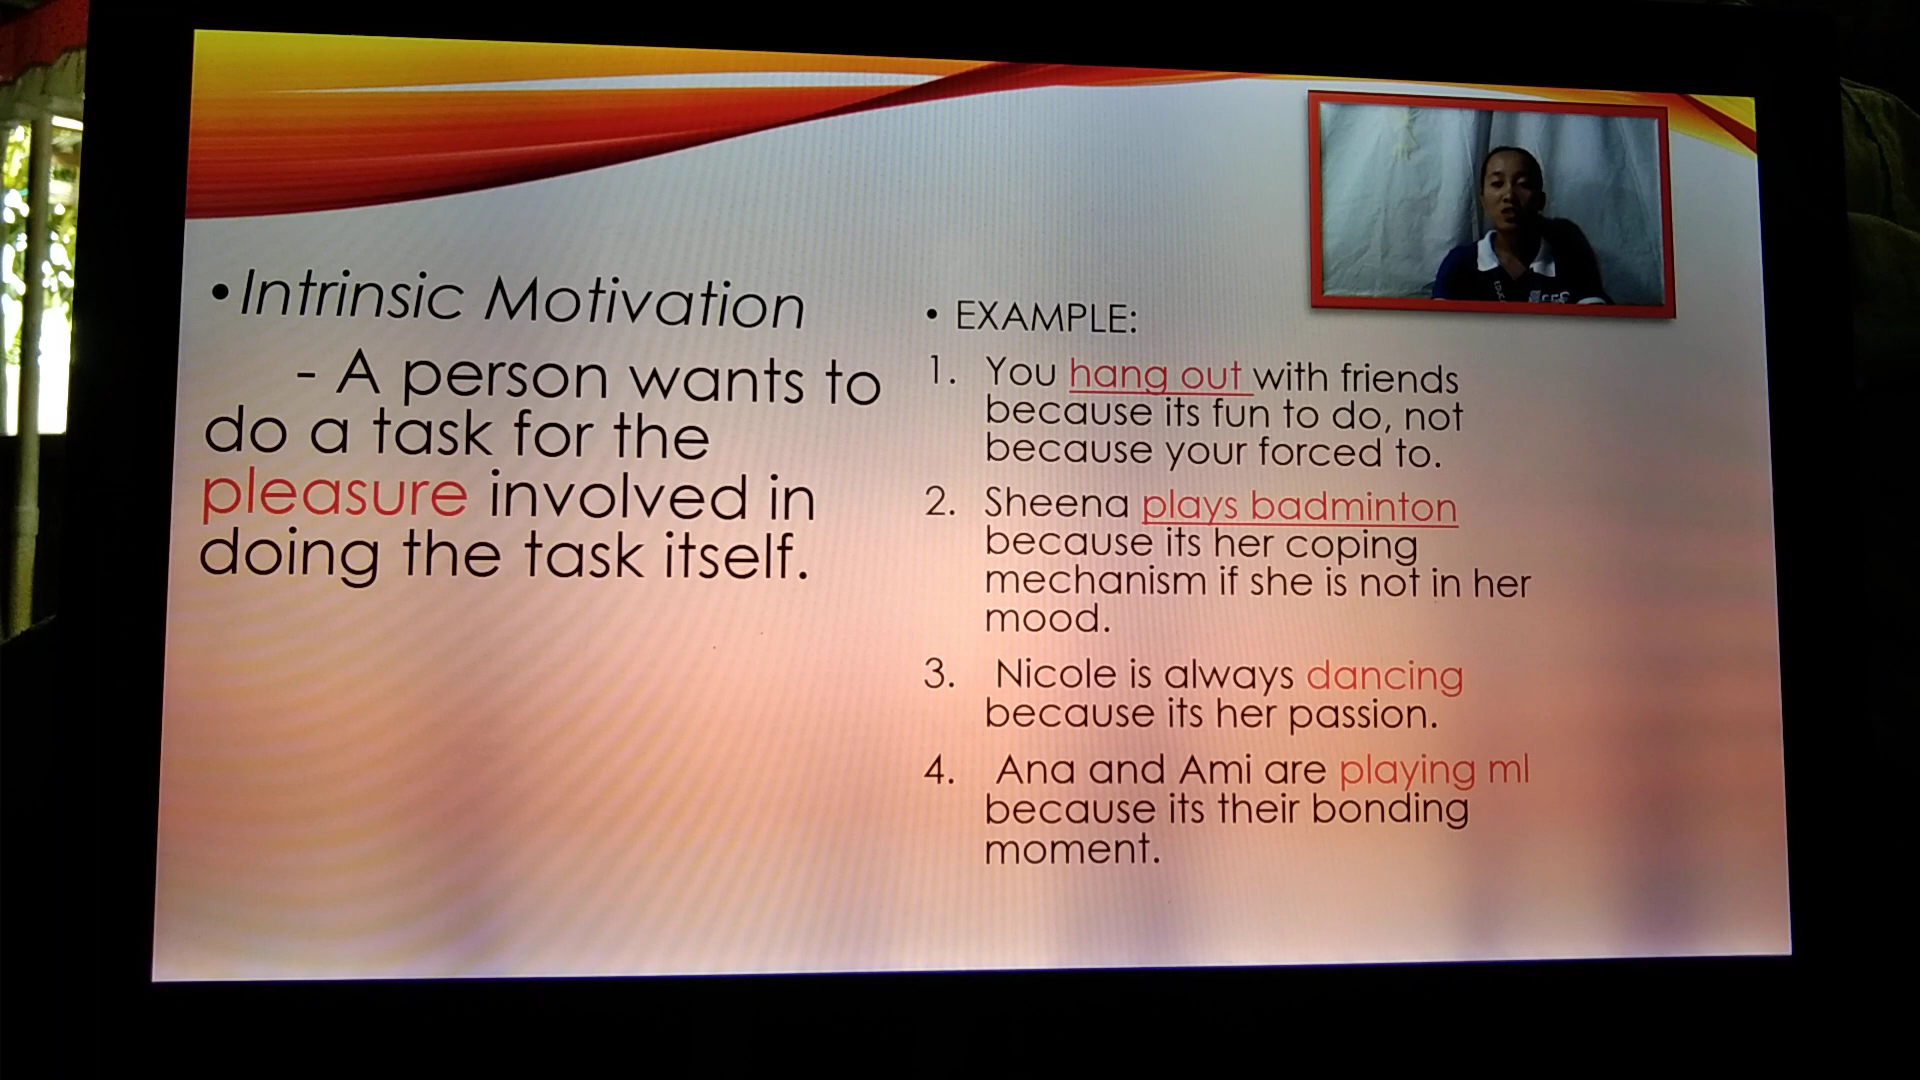 •Intrinsic Motivation
- A person wants to
do a task for the
pleasure involved in
doing the task itself.
• EXAMPLE:
1. You hang out with friends
because its fun to do, not
because your forced to.
2. Sheena plays badminton
because its her coping
mechanism if she is not in her
mood.
3. Nicole is always dancing
because its her passion.
4. Ana and Ami are playing ml
because its their bonding
moment.